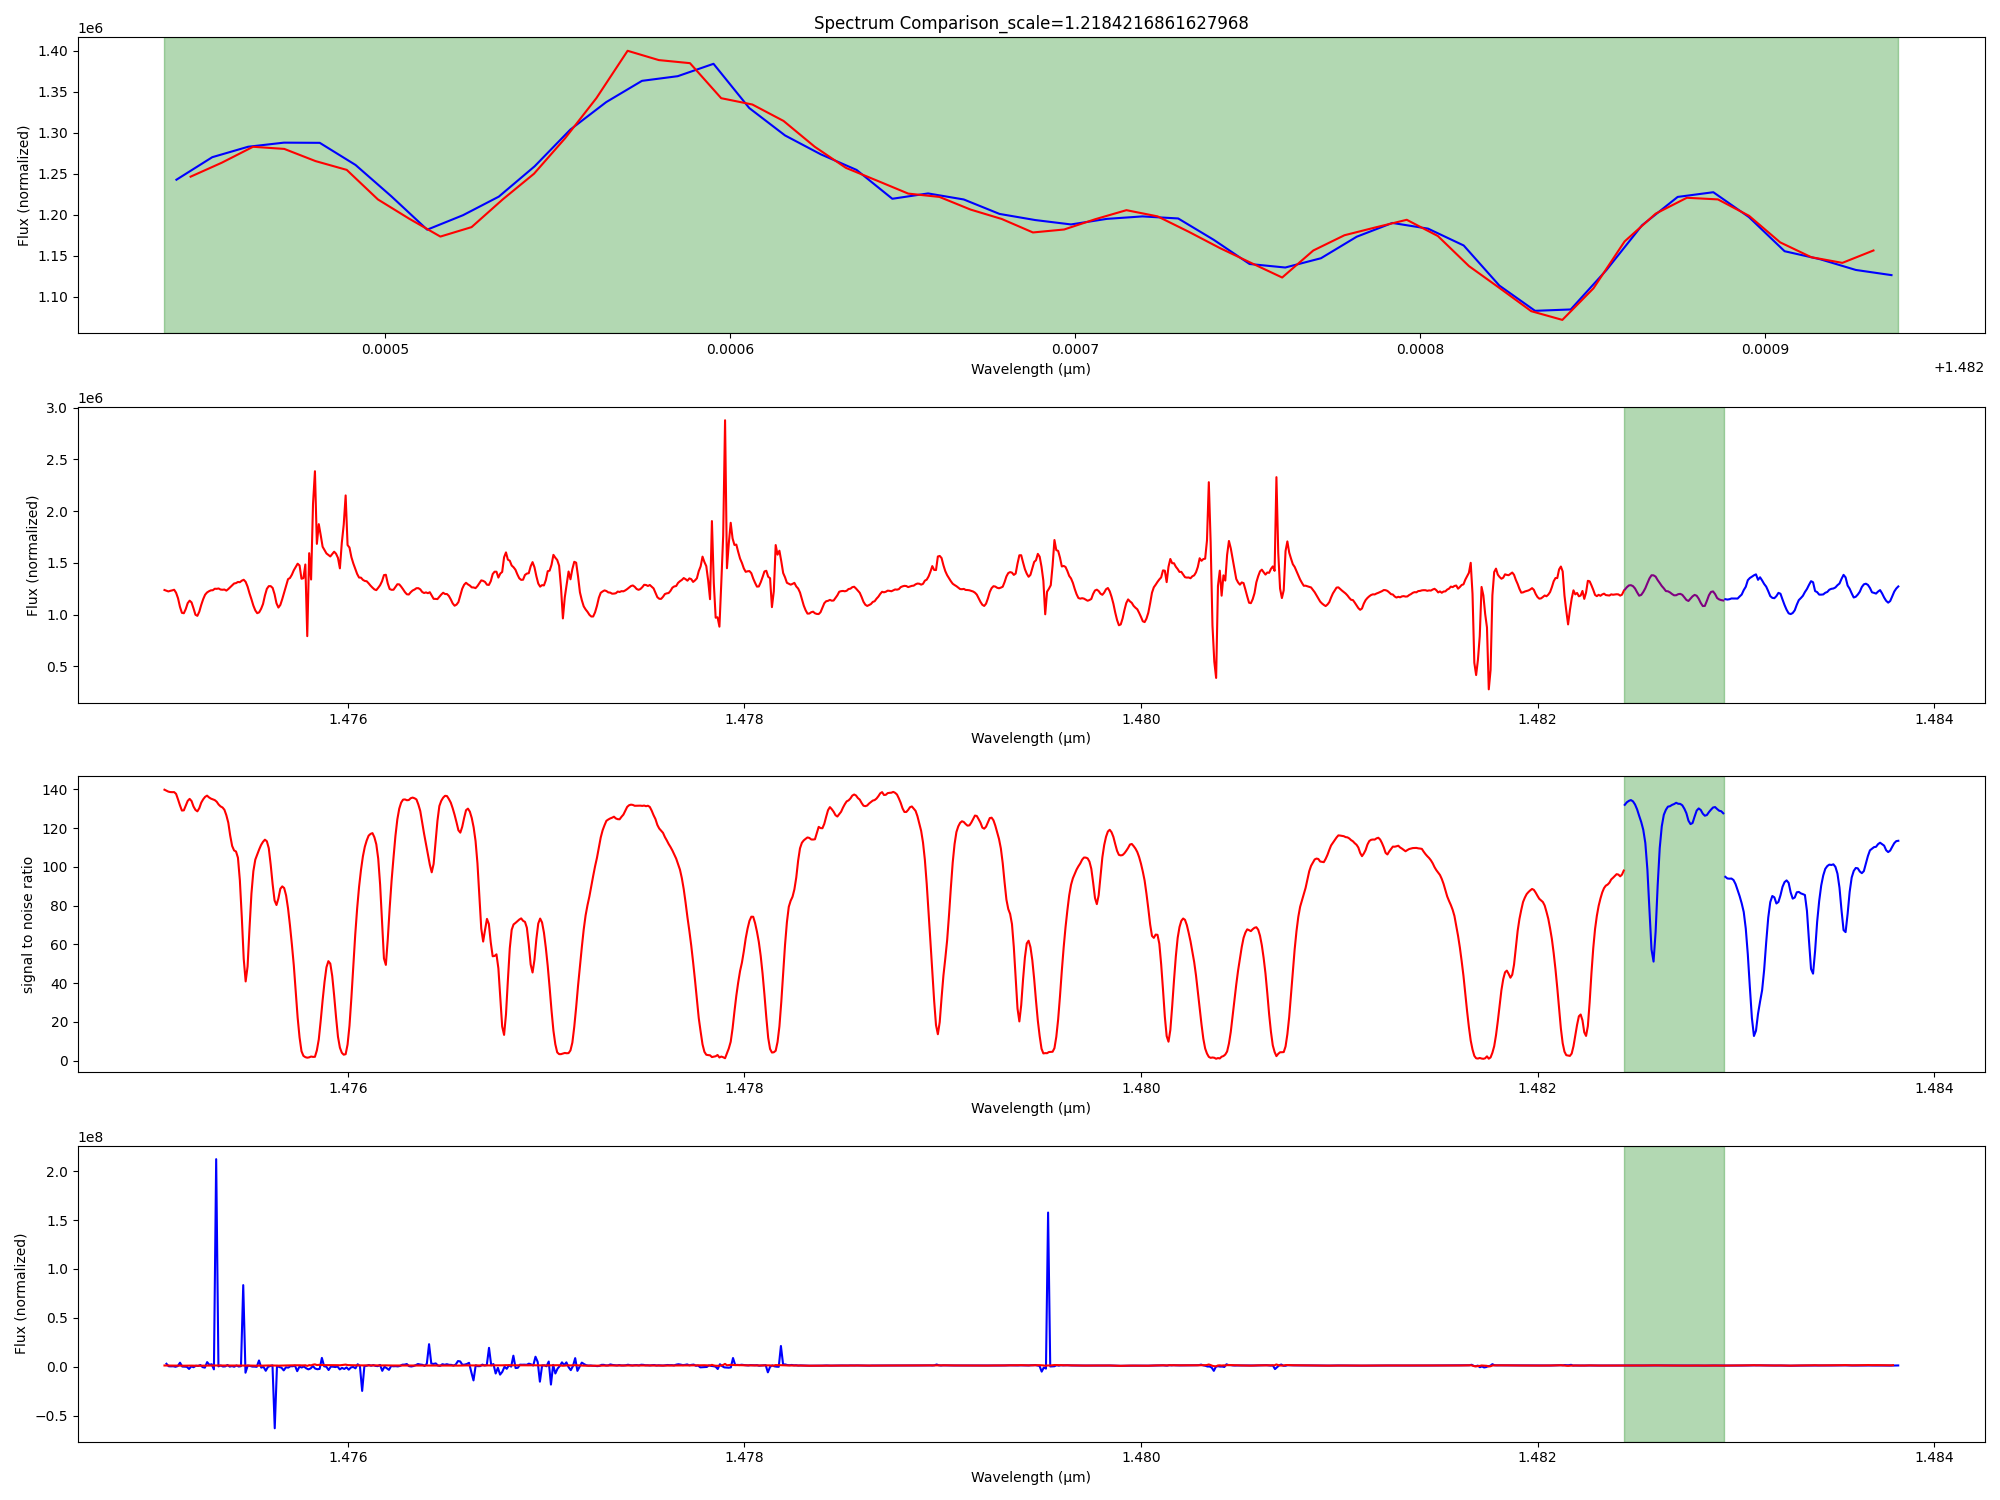 Spectrum Comparison_scale=1.2184216861627968
1e6
1.40
1.35
1.30
1.25
1.20
1.15
1.10
Flux (normalized)
0.0005 0.0006 0.0007 0.0008 0.0009
+1.482
Wavelength (μm)
1e6
3.0
2.5
2.0
1.5
1.0
0.5
Flux (normalized)
1.476 1.478 1.480 1.482 1.484
Wavelength (μm)
140
120
100
80
60
40
20
0
signal to noise ratio
1.476 1.478 1.480 1.482 1.484
Wavelength (μm)
1e8
2.0
1.5
1.0
0.5
0.0
−0.5
Flux (normalized)
1.476 1.478 1.480 1.482 1.484
Wavelength (μm)